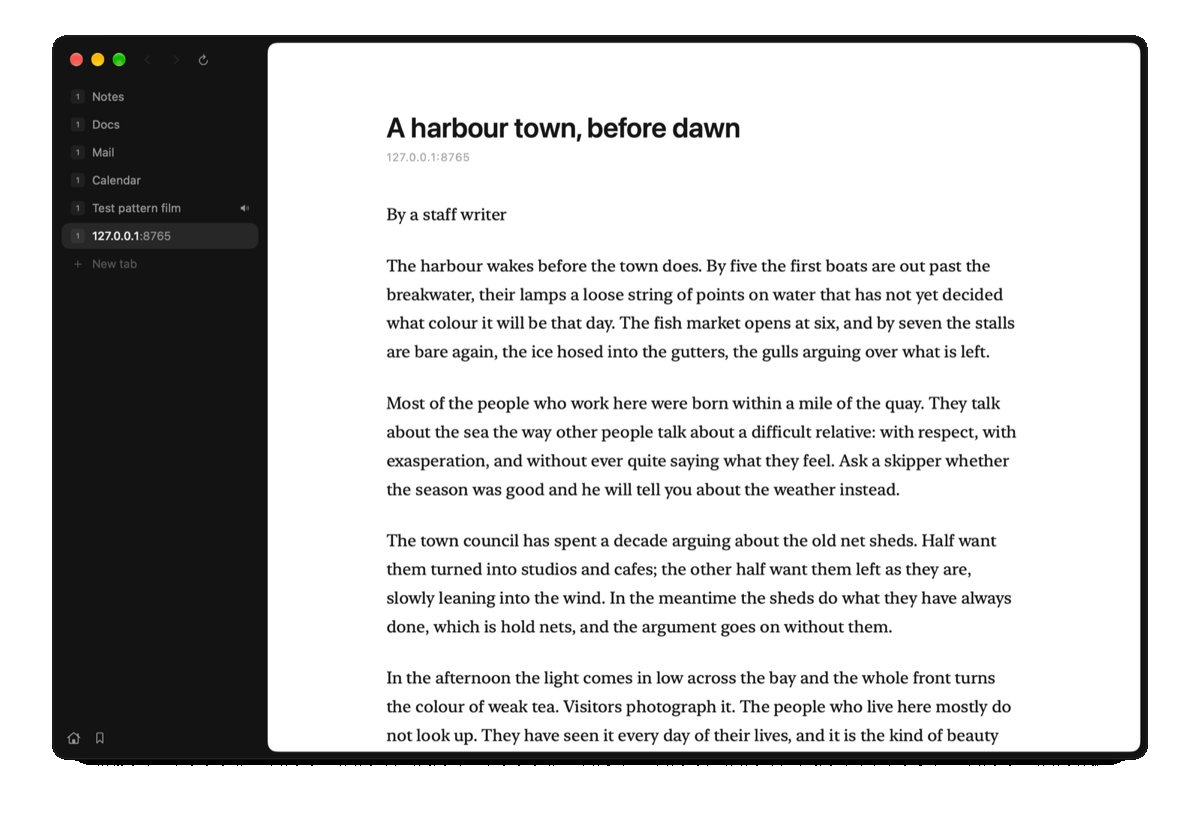 1 Notes
1 Docs
1 Mail
1 Calendar
1 Test pattern film
1 127.0.0.1:8765
+ New tab
A harbour town, before dawn
127.0.0.1:8765
By a staff writer
The harbour wakes before the town does. By five the first boats are out past the
breakwater, their lamps a loose string of points on water that has not yet decided
what colour it will be that day. The fish market opens at six, and by seven the stalls
are bare again, the ice hosed into the gutters, the gulls arguing over what is left.
Most of the people who work here were born within a mile of the quay. They talk
about the sea the way other people talk about a difficult relative: with respect, with
exasperation, and without ever quite saying what they feel. Ask a skipper whether
the season was good and he will tell you about the weather instead.
The town council has spent a decade arguing about the old net sheds. Half want
them turned into studios and cafes; the other half want them left as they are,
slowly leaning into the wind. In the meantime the sheds do what they have always
done, which is hold nets, and the argument goes on without them.
In the afternoon the light comes in low across the bay and the whole front turns
the colour of weak tea. Visitors photograph it. The people who live here mostly do
not look up. They have seen it every day of their lives, and it is the kind of beauty